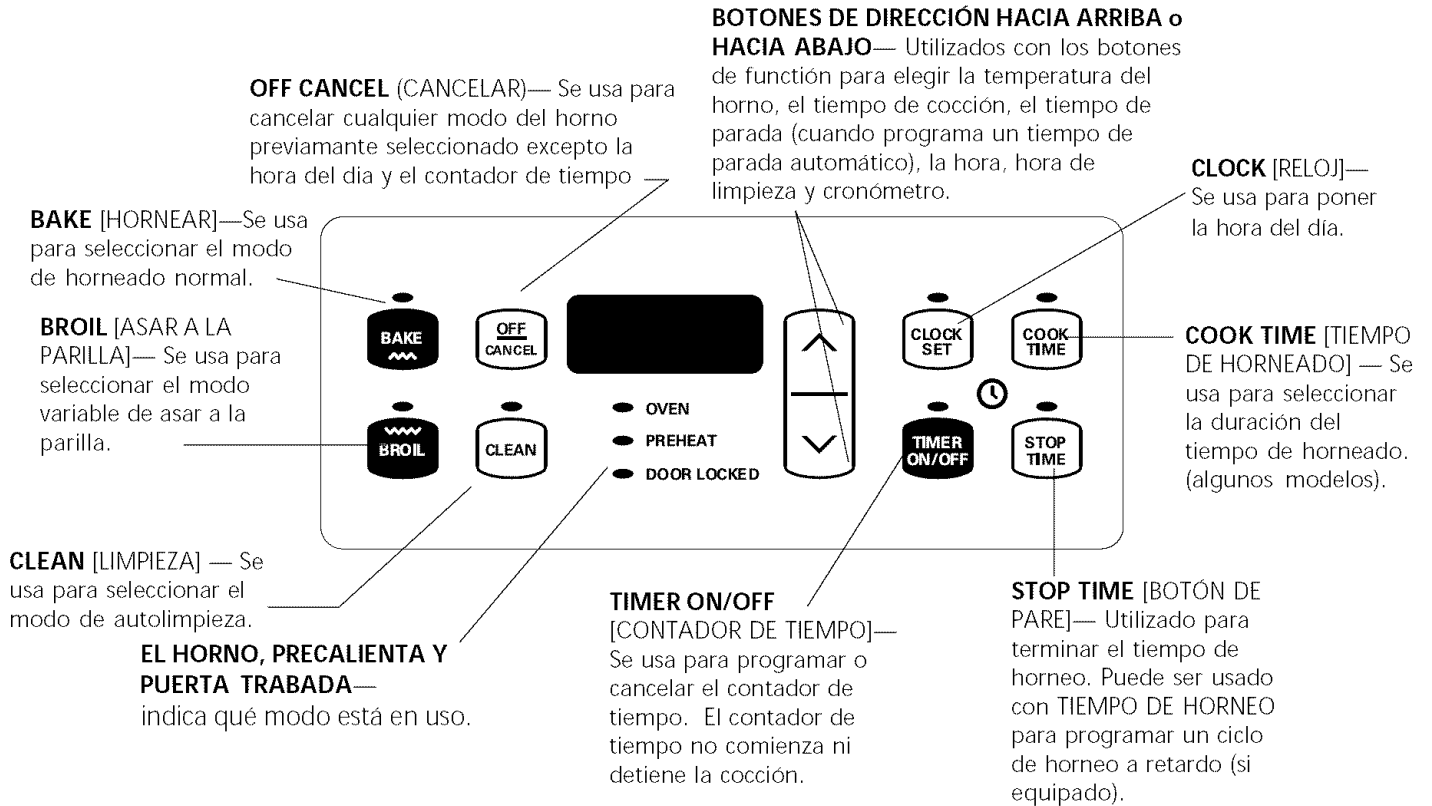 BOTONES DE DIRECCIÓN HACIA ARRIBA o
HACIA ABAJO— Utilizados con los botones
de función para elegir la temperatura del
horno, el tiempo de cocción, el tiempo de
parada (cuando programa un tiempo de
parada automático), la hora, hora de
limpieza y cronómetro.
OFF CANCEL (CANCELAR)— Se usa para
cancelar cualquier modo del horno
previamante seleccionado excepto la
hora del dia y el contador de tiempo
CLOCK [RELOJ]—
Se usa para poner
la hora del día.
BAKE [HORNEAR]—Se usa
para seleccionar el modo
de horneado normal.
BROIL [ASAR A LA
PARILLA]— Se usa para
seleccionar el modo
variable de asar a la
parilla.
BAKE
OFF
CANCEL
CLOCK
SET
COOK
TIME
COOK TIME [TIEMPO
DE HORNEADO] — Se
usa para seleccionar
la duración del
tiempo de horneado.
(algunos modelos).
BROIL
CLEAN
OVEN
PREHEAT
DOOR LOCKED
TIMER
ON/OFF
STOP
TIME
CLEAN [LIMPIEZA] — Se
usa para seleccionar el
modo de autolimpieza.
EL HORNO, PRECALIENTA Y
PUERTA TRABADA—
indica qué modo está en uso.
TIMER ON/OFF
[CONTADOR DE TIEMPO]—
Se usa para programar o
cancelar el contador de
tiempo. El contador de
tiempo no comienza ni
detiene la cocción.
STOP TIME [BOTÓN DE
PARE]— Utilizado para
terminar el tiempo de
horneo. Puede ser usado
con TIEMPO DE HORNEO
para programar un ciclo
de horneo a retardo (si
equipado).